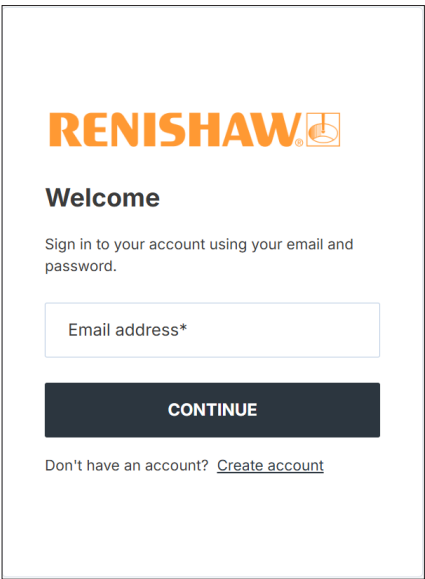 RENISHAW®
Welcome
Sign in to your account using your email and
password.
Email address*
CONTINUE
Don't have an account? Create account